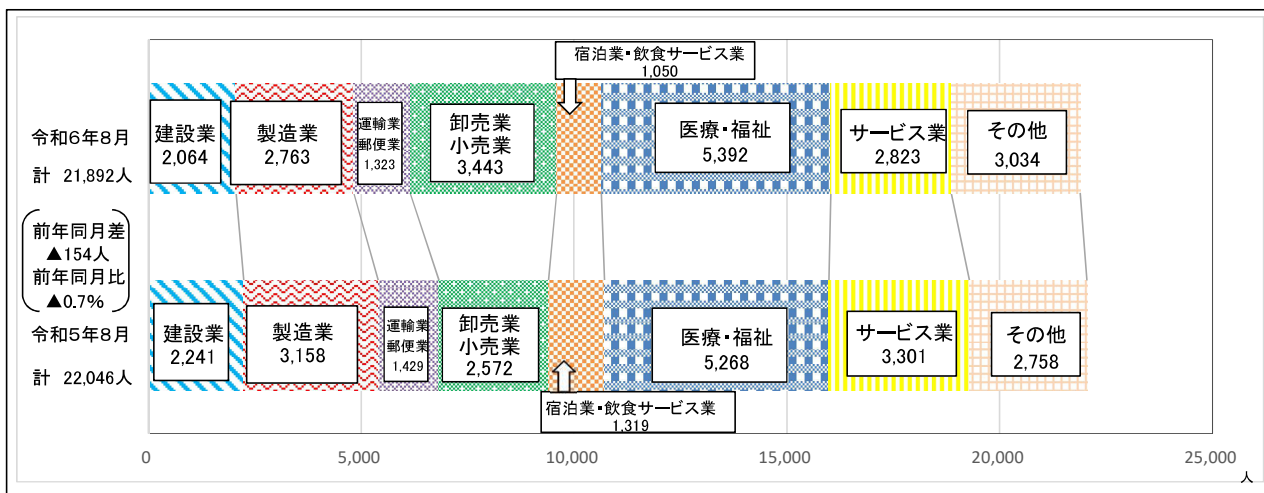 宿泊業・飲食サービス業
1,050
令和6年8月
計 21,892人
建設業
2,064
製造業
2,763
運輸業
郵便業
1,323
卸売業
小売業
3,443
医療・福祉
5,392
サービス業
2,823
その他
3,034
前年同月差
▲154人
前年同月比
▲0.7%
令和5年8月
計 22,046人
建設業
2,241
製造業
3,158
運輸業
郵便業
1,429
卸売業
小売業
2,572
医療・福祉
5,268
サービス業
3,301
その他
2,758
宿泊業・飲食サービス業
1,319
0 5,000 10,000 15,000 20,000 25,000
人